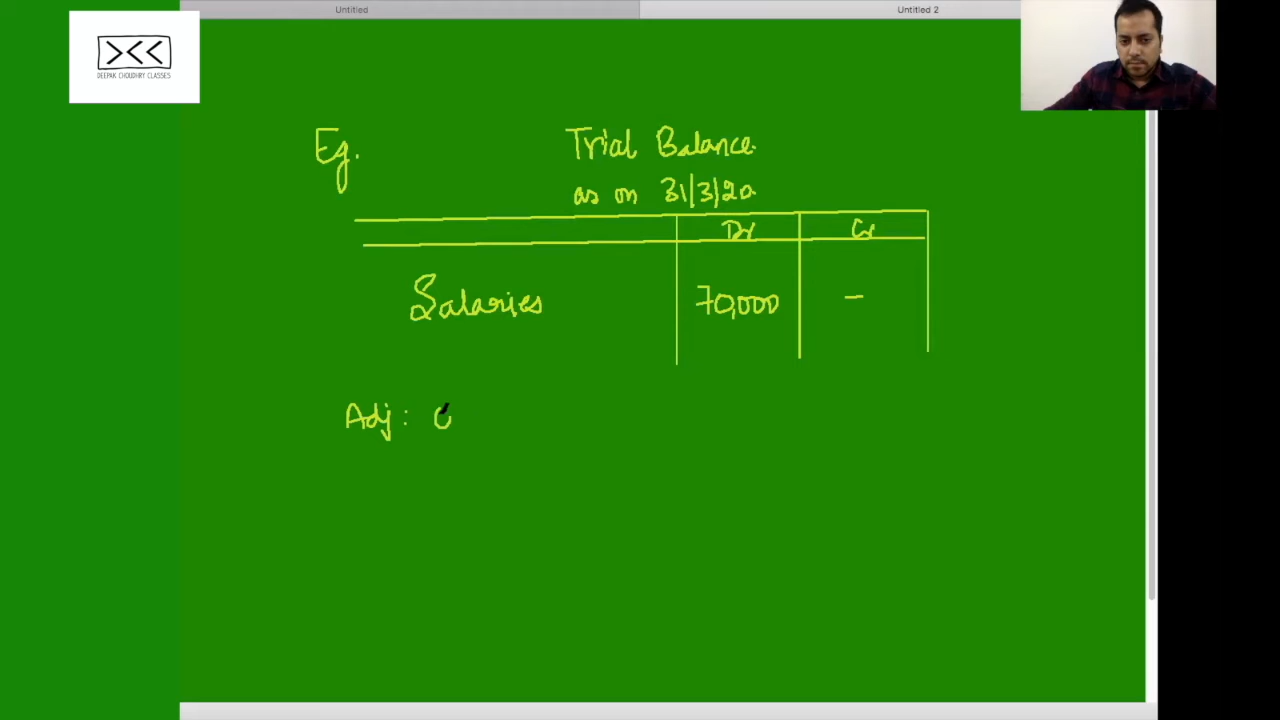 Untitled
Untitled 2
DEEPAK CHOUDHRY CLASSES
Eg. Trial Balance
as on 31/3/20
Dr Cr
Salaries 70,000 -
Adj: